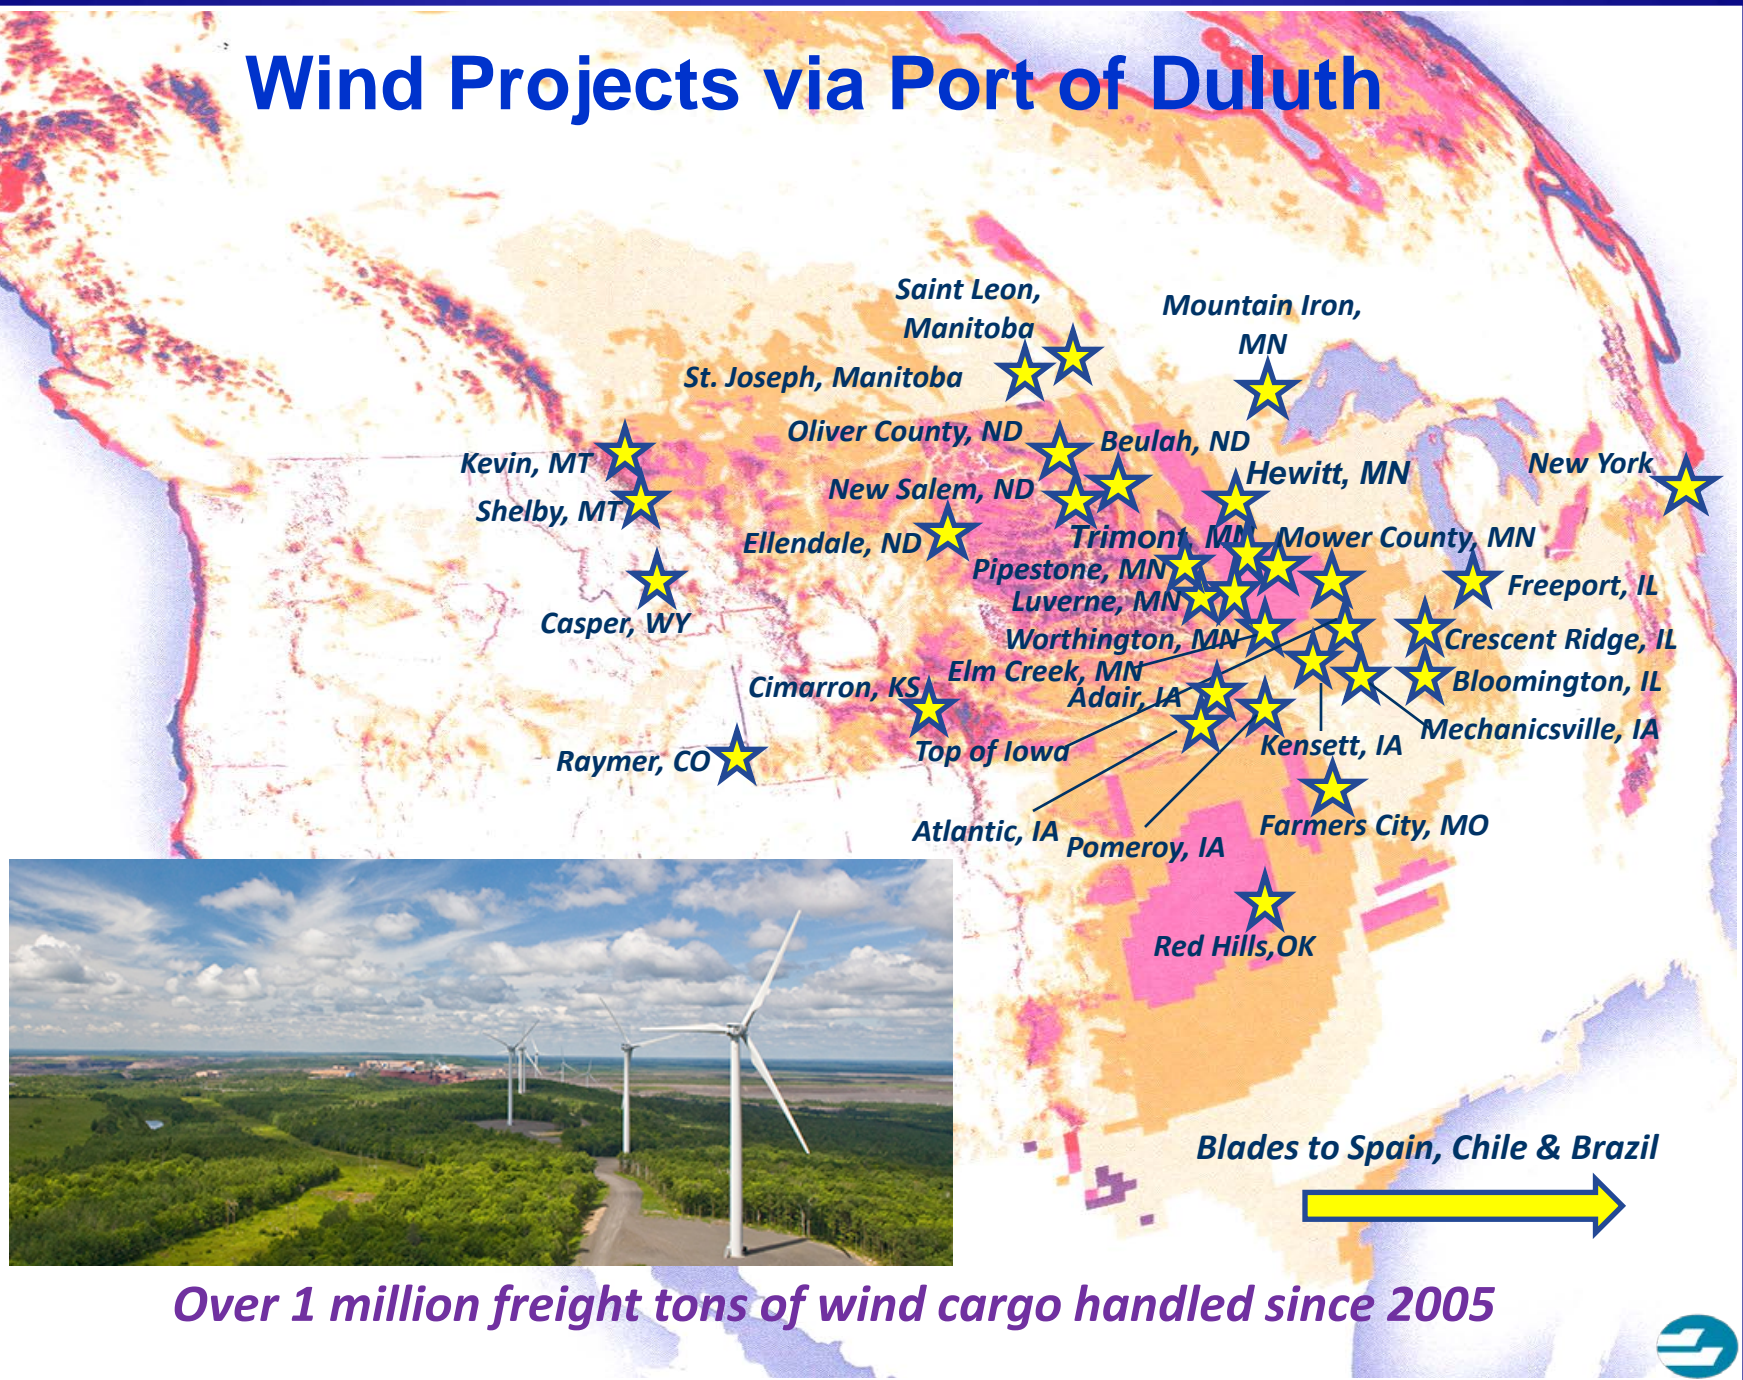 Wind Projects via Port of Duluth
Saint Leon,
Manitoba
Mountain Iron,
MN
St. Joseph, Manitoba
Oliver County, ND
Beulah, ND
Kevin, MT
New York
Hewitt, MN
New Salem, ND
Shelby, MT
Ellendale, ND
Trimont, MN
Mower County, MN
Pipestone, MN
Freeport, IL
Luverne, MN
Casper, WY
Worthington, MN
Crescent Ridge, IL
Elm Creek, MN
Cimarron, KS
Bloomington, IL
Adair, IA
Mechanicsville, IA
Top of Iowa
Kensett, IA
Raymer, CO
Farmers City, MO
Atlantic, IA
Pomeroy, IA
Red Hills,OK
Blades to Spain, Chile & Brazil
Over 1 million freight tons of wind cargo handled since 2005